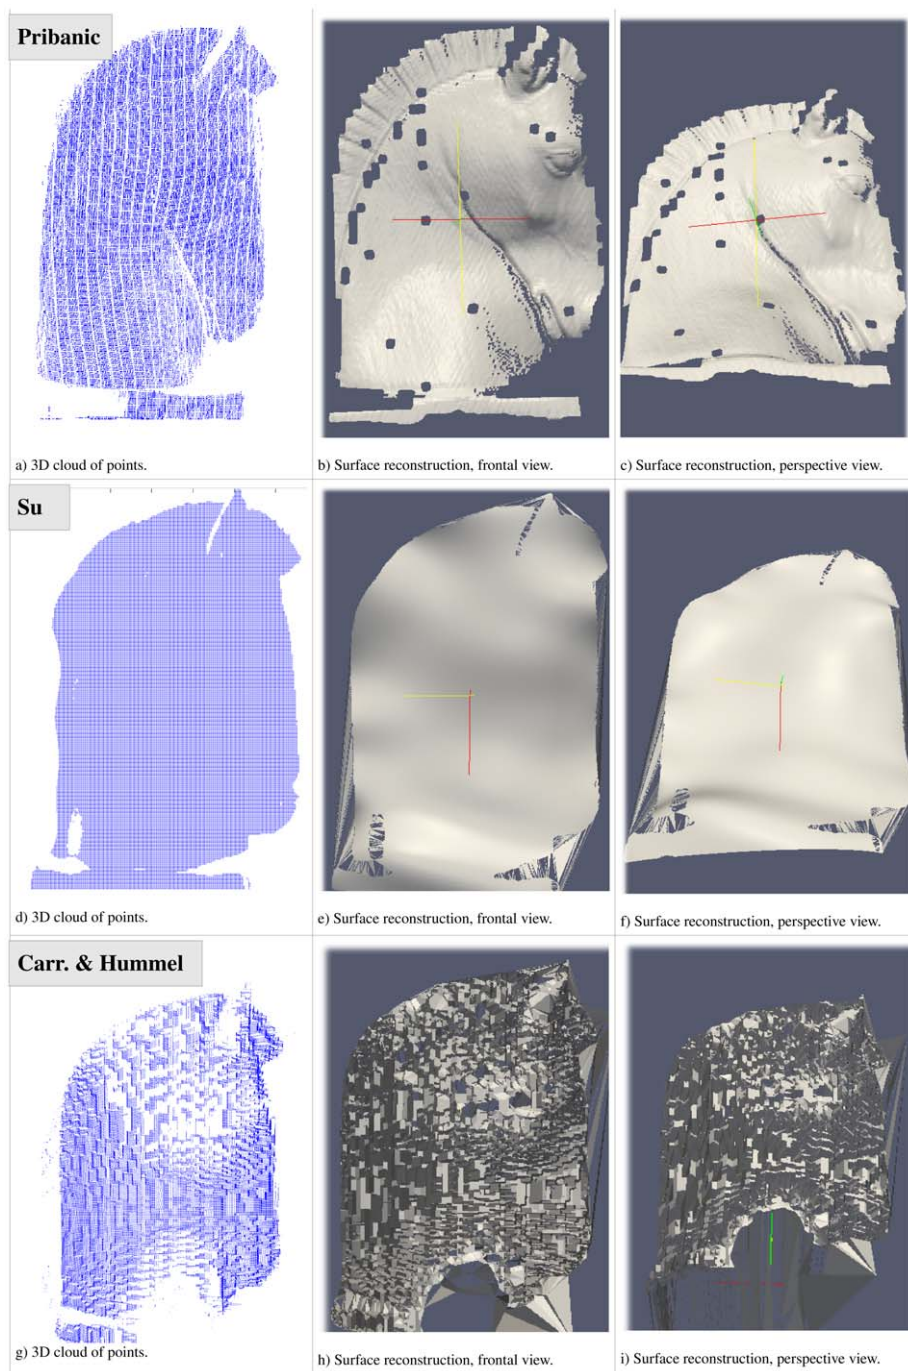 Pribanic
a) 3D cloud of points.
b) Surface reconstruction, frontal view.
c) Surface reconstruction, perspective view.
Su
d) 3D cloud of points.
e) Surface reconstruction, frontal view.
f) Surface reconstruction, perspective view.
Carr. & Hummel
g) 3D cloud of points.
h) Surface reconstruction, frontal view.
i) Surface reconstruction, perspective view.